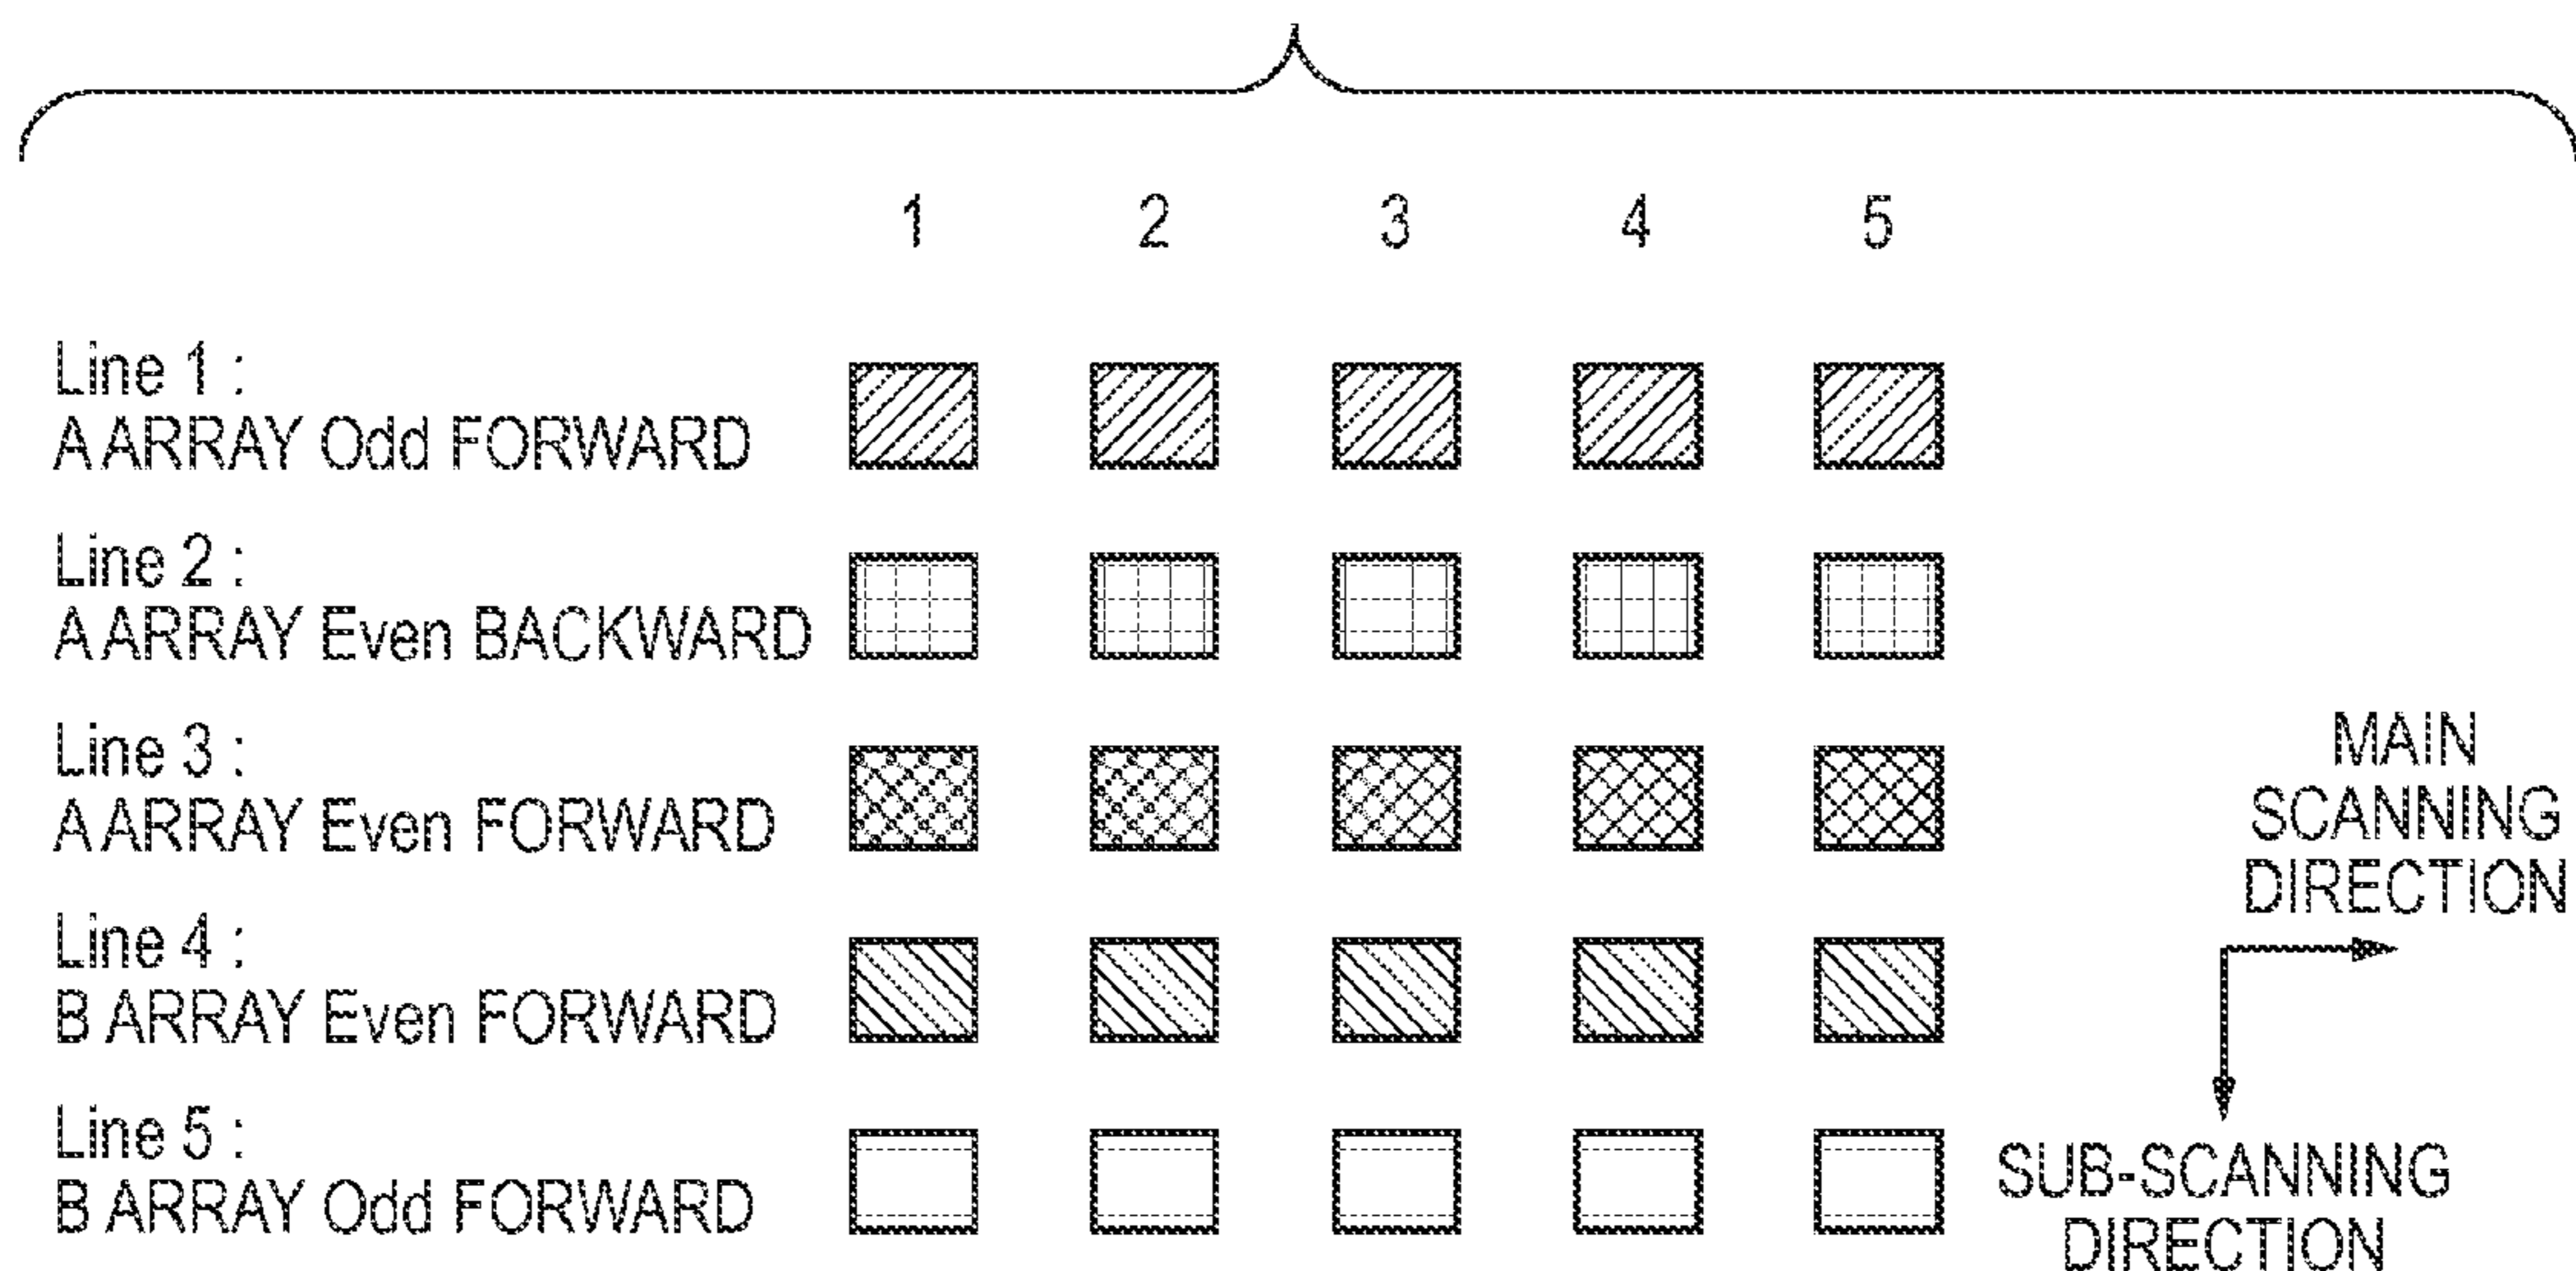 1 2 3 4 5
Line 1 :
A ARRAY Odd FORWARD
Line 2 :
A ARRAY Even BACKWARD
Line 3 :
A ARRAY Even FORWARD
Line 4 :
B ARRAY Even FORWARD
Line 5 :
B ARRAY Odd FORWARD
MAIN
SCANNING
DIRECTION
SUB-SCANNING
DIRECTION